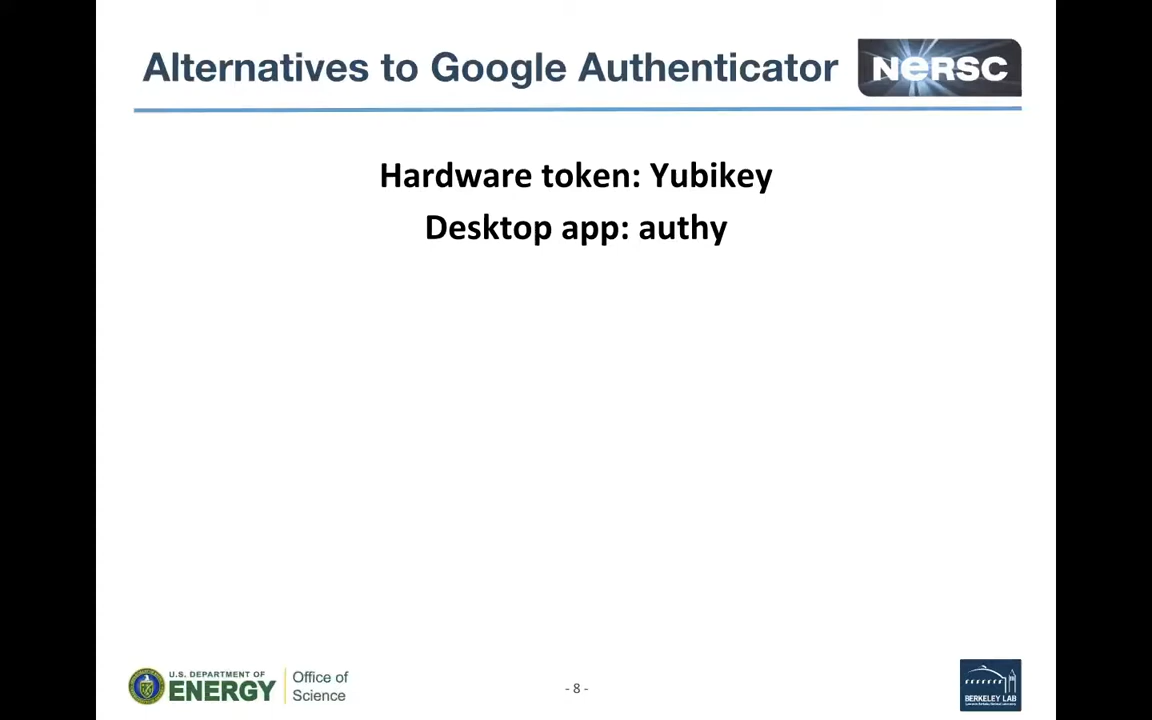 Alternatives to Google Authenticator
NERSC
Hardware token: Yubikey
Desktop app: authy
U.S. DEPARTMENT OF
ENERGY
Office of
Science
- 8 -
BERKELEY LAB